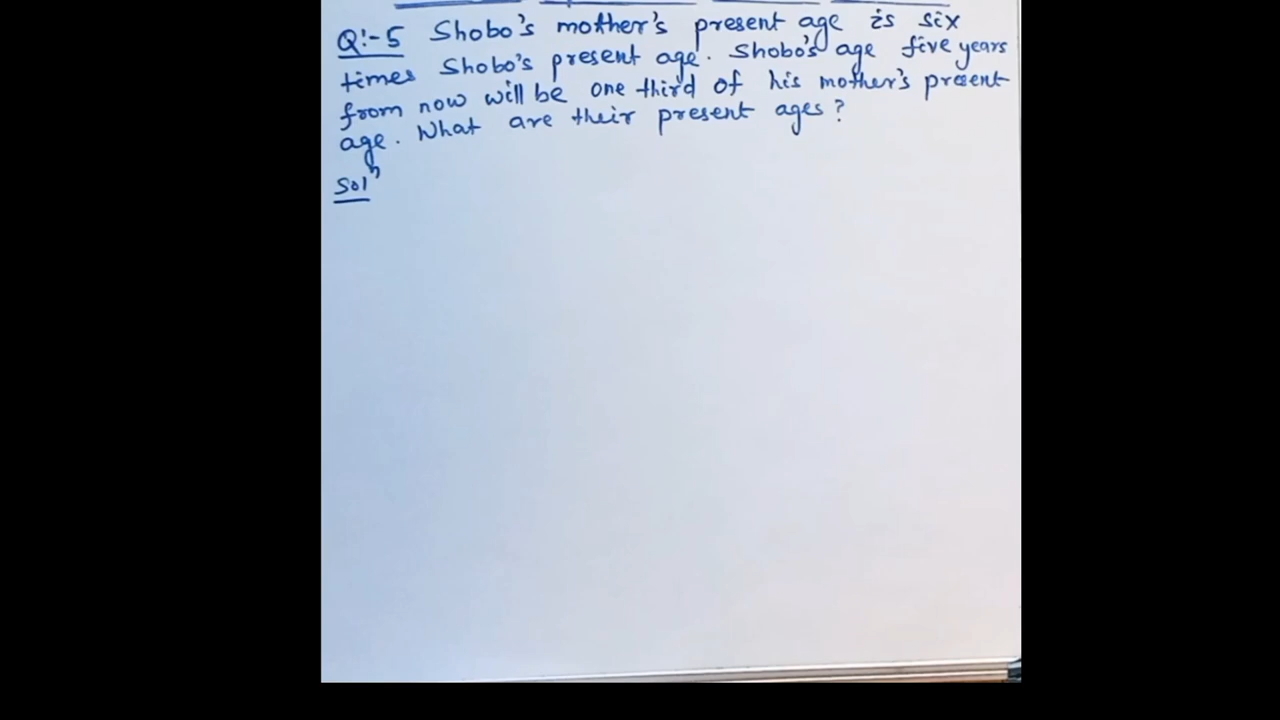 Q:-5 Shobo's mother's present age is six
times Shobo's present age. Shobo's age five years
from now will be one third of his mother's present
age. What are their present ages?
Solⁿ